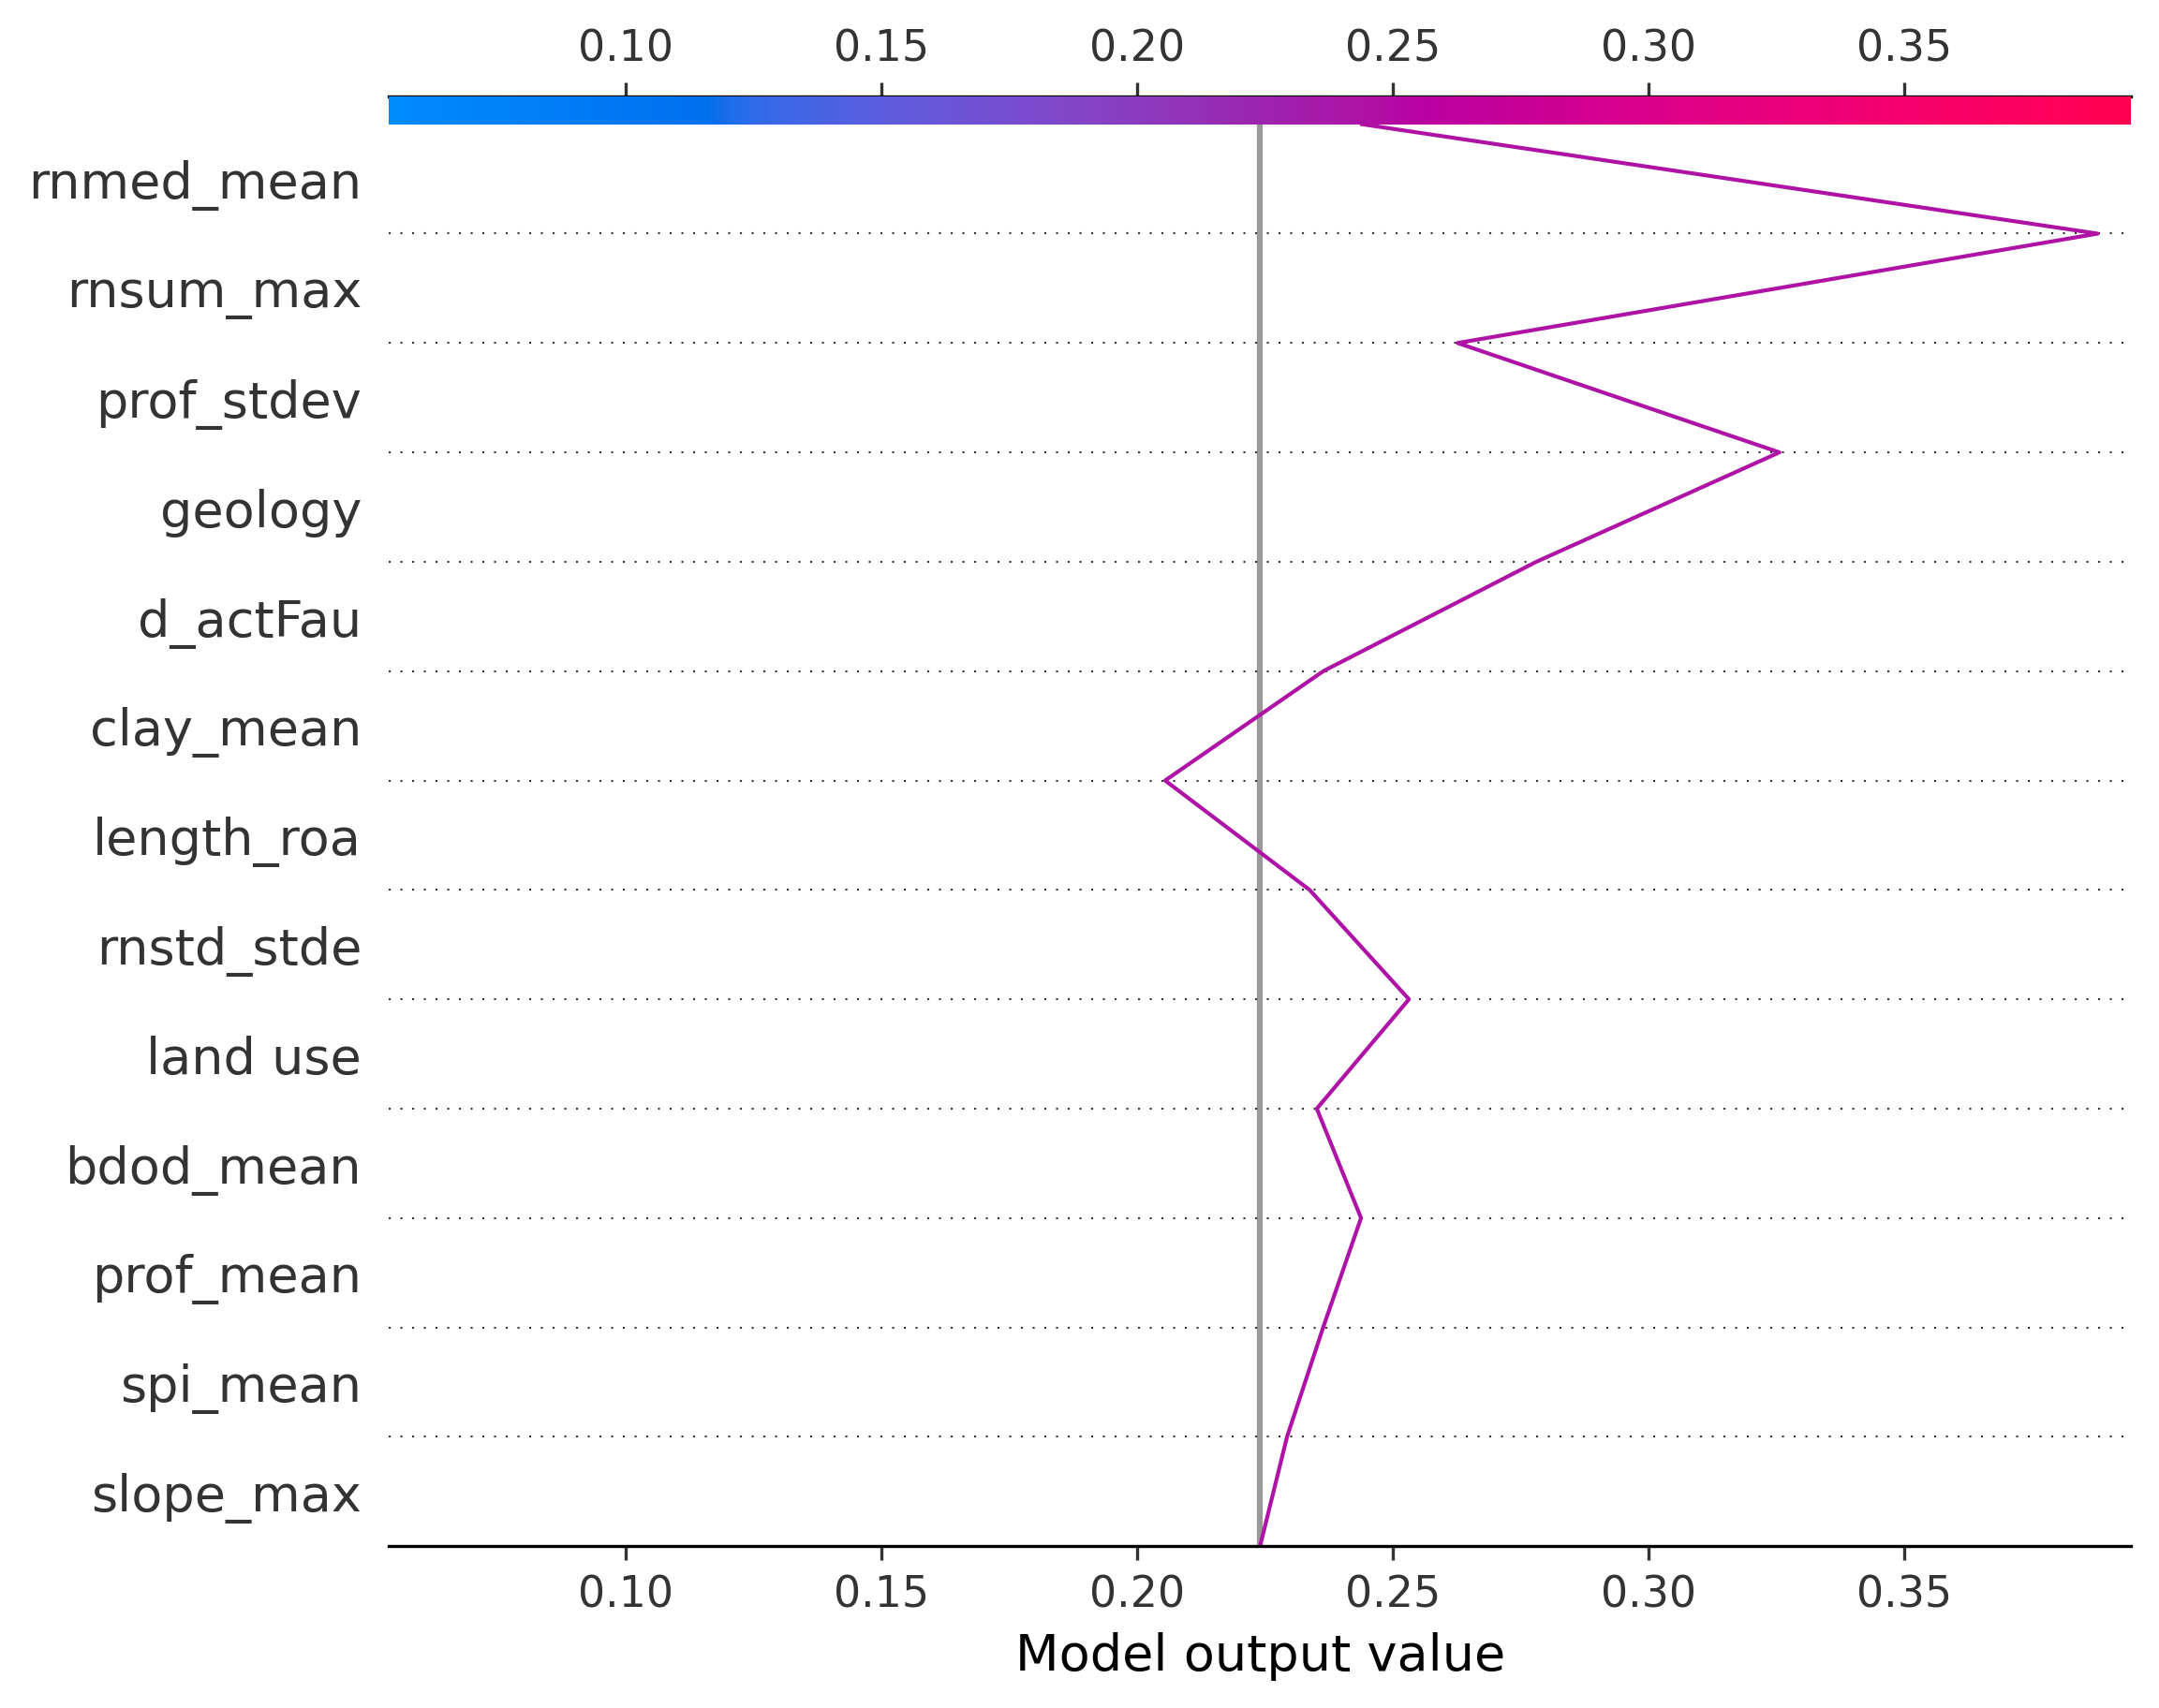 0.10 0.15 0.20 0.25 0.30 0.35
rnmed_mean
rnsum_max
prof_stdev
geology
d_actFau
clay_mean
length_roa
rnstd_stde
land use
bdod_mean
prof_mean
spi_mean
slope_max
0.10 0.15 0.20 0.25 0.30 0.35
Model output value